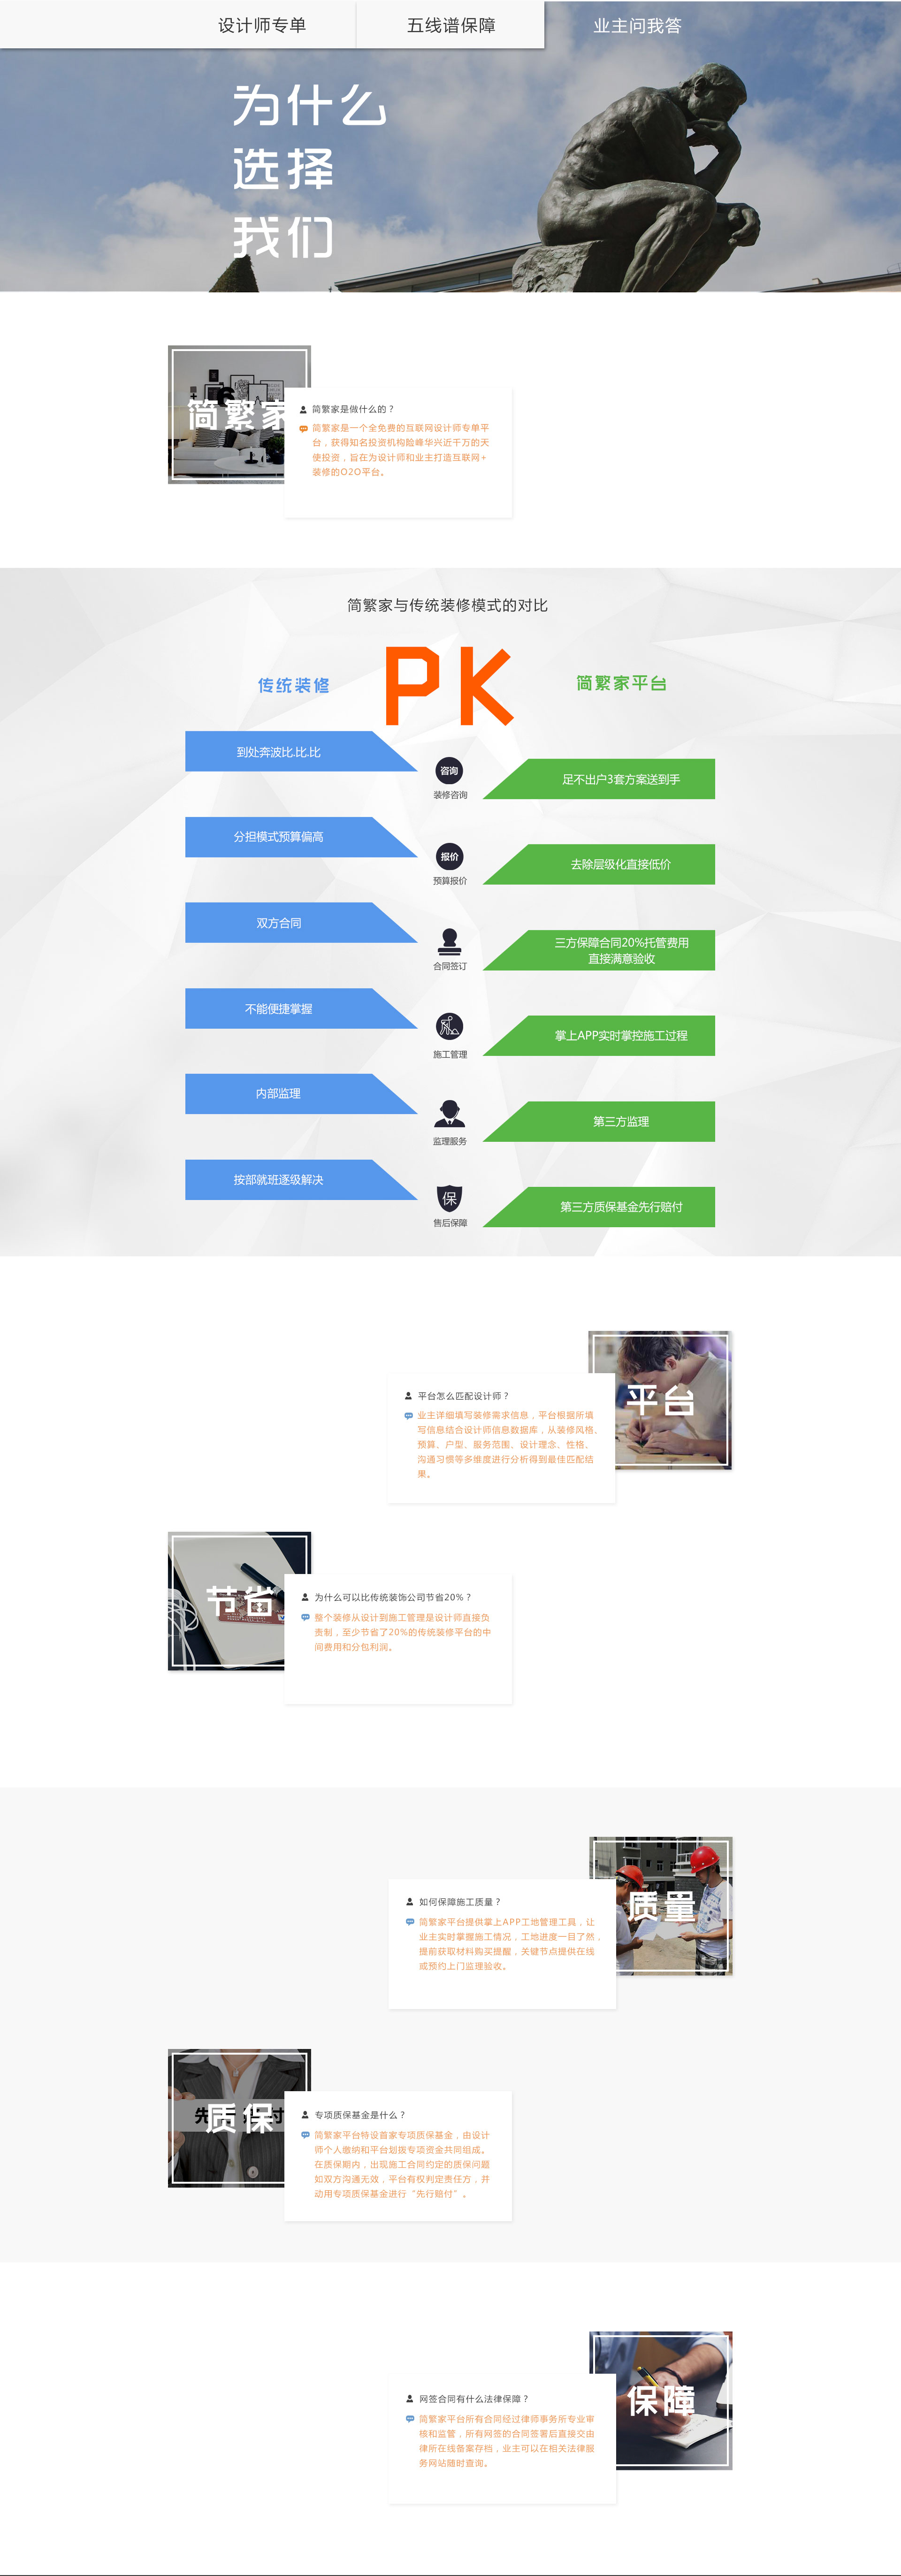 设计师专单
五线谱保障
业主问我答
为什么
选择
我们
简繁家
简繁家是做什么的？
简繁家是一个全免费的互联网设计师专单平
台，获得知名投资机构险峰华兴近千万的天
使投资，旨在为设计师和业主打造互联网+
装修的O2O平台。
简繁家与传统装修模式的对比
传统装修
PK
简繁家平台
到处奔波比.比.比
咨询
装修咨询
足不出户3套方案送到手
分担模式预算偏高
报价
预算报价
去除层级化直接低价
双方合同
合同签订
三方保障合同20%托管费用
直接满意验收
不能便捷掌握
施工管理
掌上APP实时掌控施工过程
内部监理
监理服务
第三方监理
按部就班逐级解决
保
售后保障
第三方质保基金先行赔付
平台
平台怎么匹配设计师？
业主详细填写装修需求信息，平台根据所填
写信息结合设计师信息数据库，从装修风格、
预算、户型、服务范围、设计理念、性格、
沟通习惯等多维度进行分析得到最佳匹配结
果。
节省
为什么可以比传统装饰公司节省20%？
整个装修从设计到施工管理是设计师直接负
责制，至少节省了20%的传统装修平台的中
间费用和分包利润。
质量
如何保障施工质量？
简繁家平台提供掌上APP工地管理工具，让
业主实时掌握施工情况，工地进度一目了然，
提前获取材料购买提醒，关键节点提供在线
或预约上门监理验收。
质保
先
付
专项质保基金是什么？
简繁家平台特设首家专项质保基金，由设计
师个人缴纳和平台划拨专项资金共同组成。
在质保期内，出现施工合同约定的质保问题
如双方沟通无效，平台有权判定责任方，并
动用专项质保基金进行“先行赔付”。
保障
网签合同有什么法律保障？
简繁家平台所有合同经过律师事务所专业审
核和监管，所有网签的合同签署后直接交由
律所在线备案存档，业主可以在相关法律服
务网站随时查询。